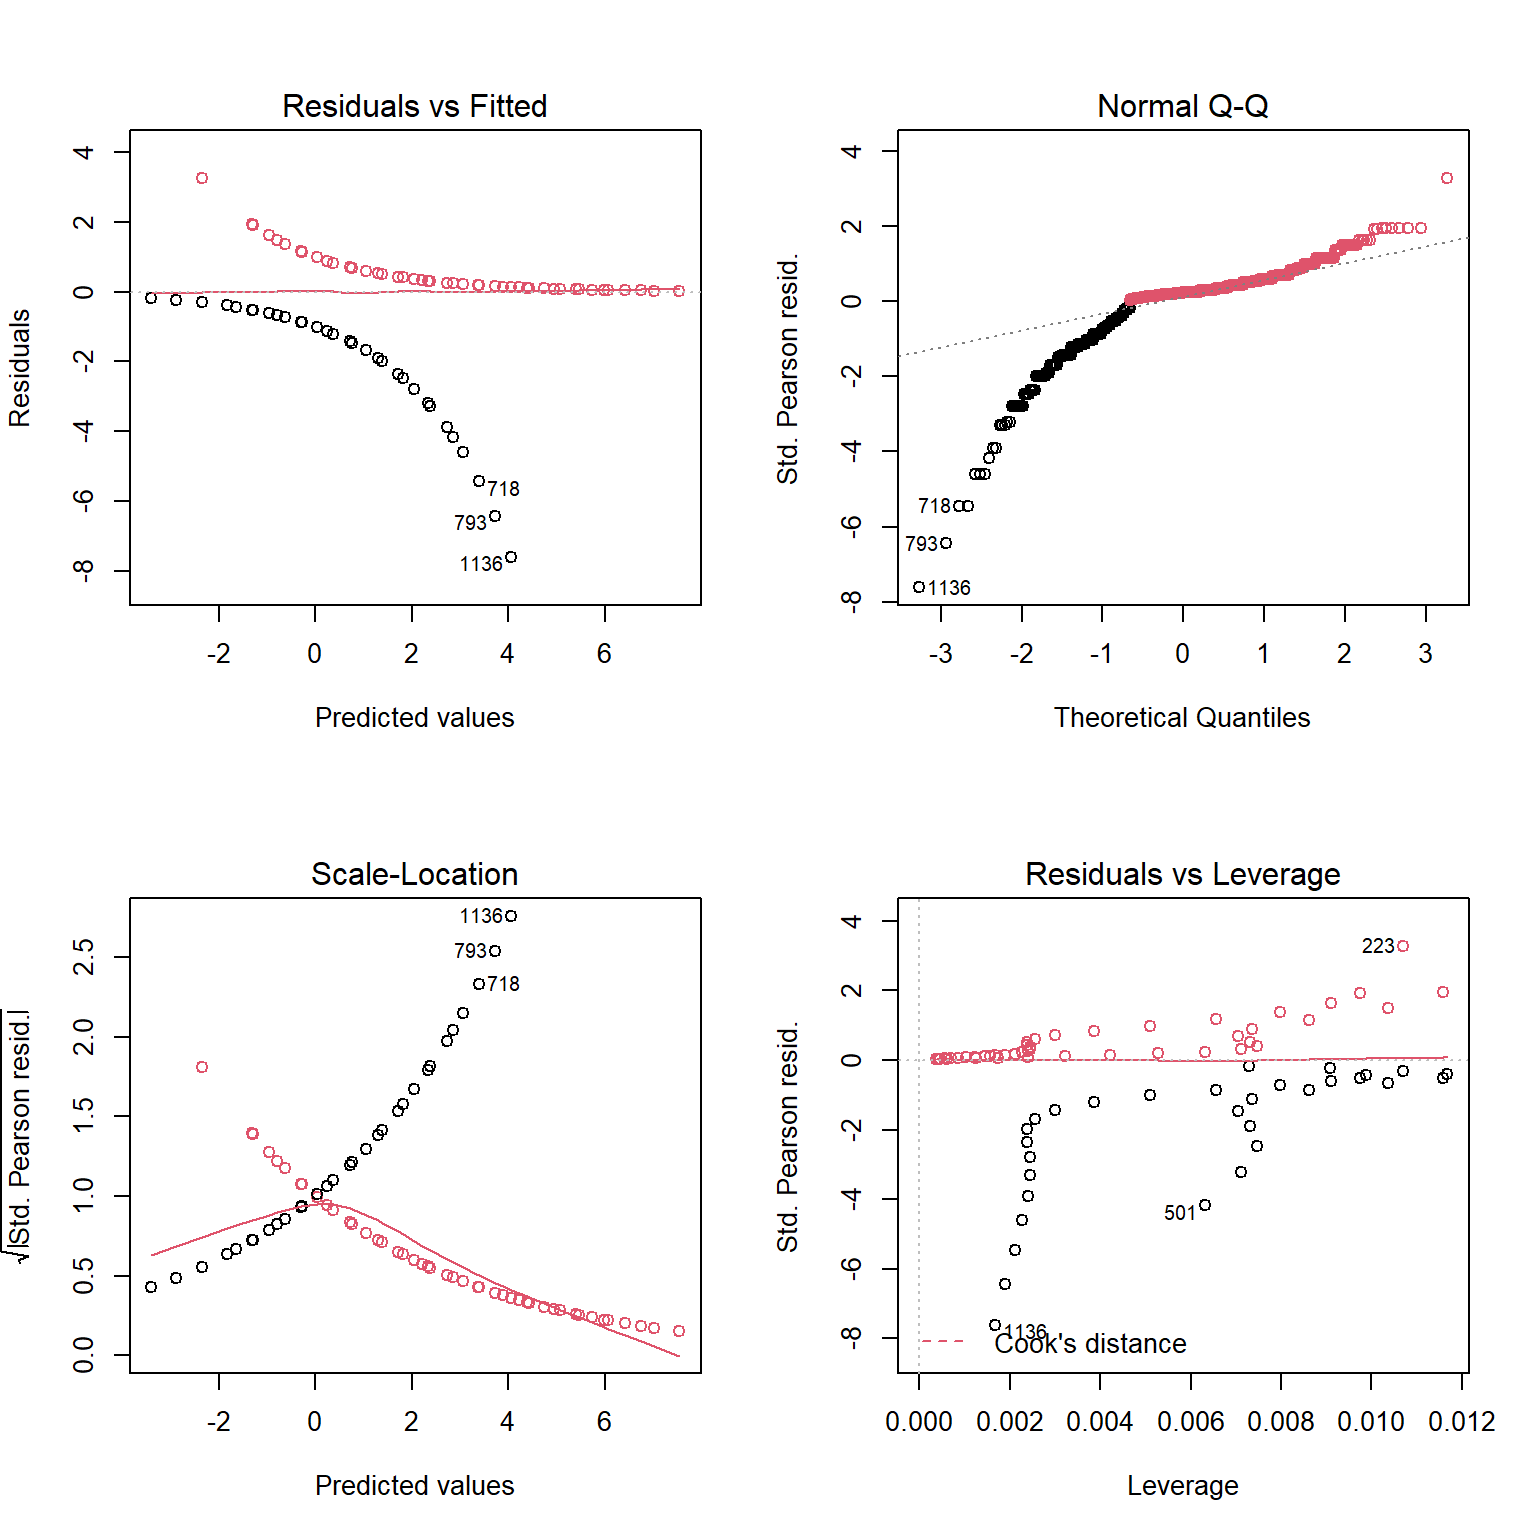 Residuals vs Fitted
4
2
0
-2
-4
-6
-8
Residuals
718
793
1136
-2 0 2 4 6
Predicted values
Normal Q-Q
4
2
0
-2
-4
-6
-8
Std. Pearson resid.
718
793
1136
-3 -2 -1 0 1 2 3
Theoretical Quantiles
Scale-Location
2.5
2.0
1.5
1.0
0.5
0.0
√|Std. Pearson resid.|
1136
793
718
-2 0 2 4 6
Predicted values
Residuals vs Leverage
4
2
0
-2
-4
-6
-8
Std. Pearson resid.
223
501
1136
Cook's distance
0.000 0.002 0.004 0.006 0.008 0.010 0.012
Leverage